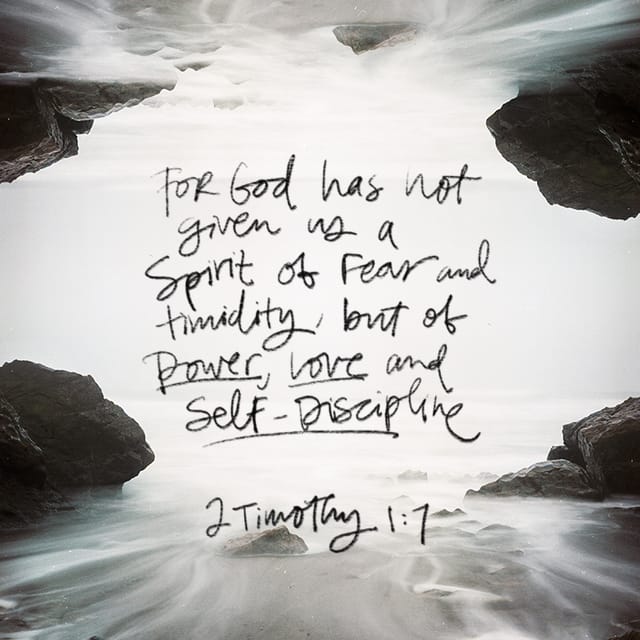 For God has not
given us a
Spirit of Fear and
timidity, but of
Power, Love and
Self-Discipline
2 Timothy 1:7